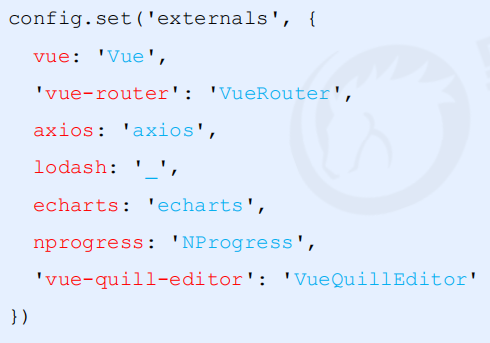 config.set('externals', {
  vue: 'Vue',
  'vue-router': 'VueRouter',
  axios: 'axios',
  lodash: '_',
  echarts: 'echarts',
  nprogress: 'NProgress',
  'vue-quill-editor': 'VueQuillEditor'
})